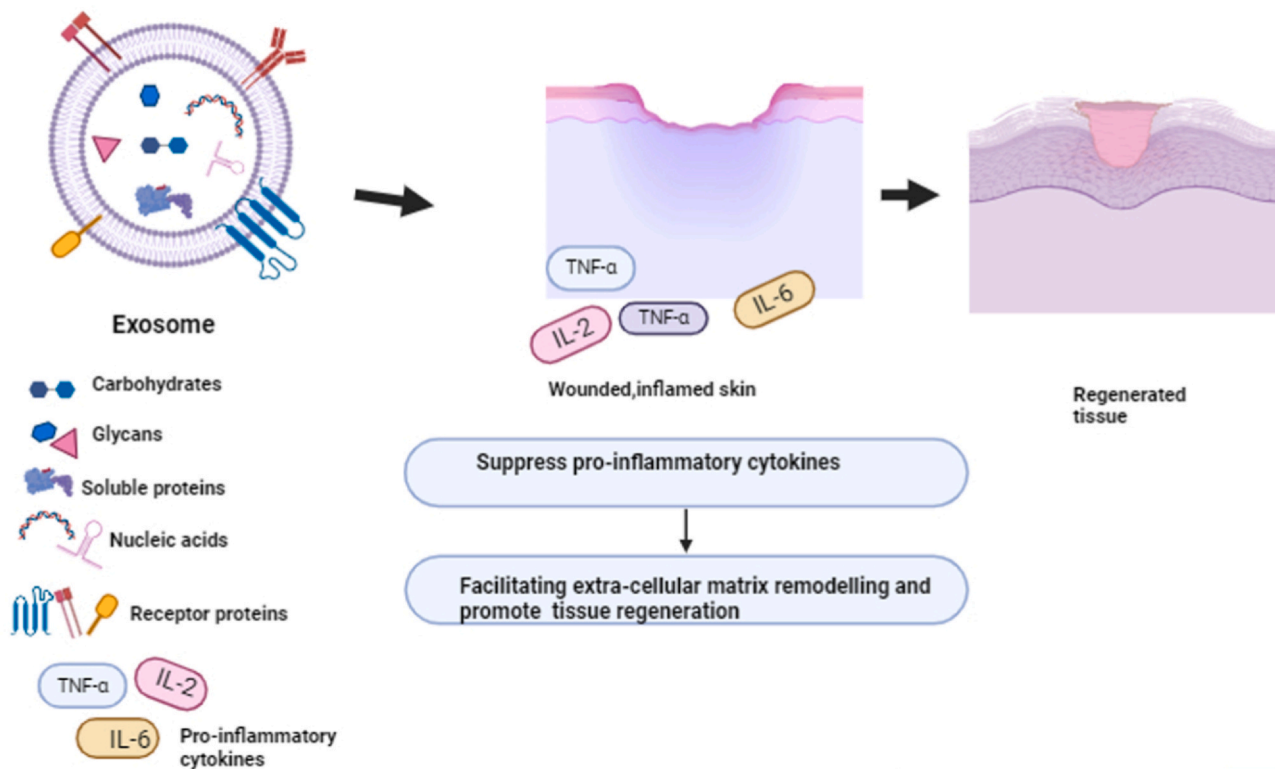 TNF-α
IL-2
TNF-α
IL-6
Exosome
Wounded,inflamed skin
Regenerated
tissue
Carbohydrates
Glycans
Soluble proteins
Nucleic acids
Receptor proteins
TNF-α
IL-2
IL-6
Pro-inflammatory
cytokines
Suppress pro-inflammatory cytokines
Facilitating extra-cellular matrix remodelling and
promote tissue regeneration